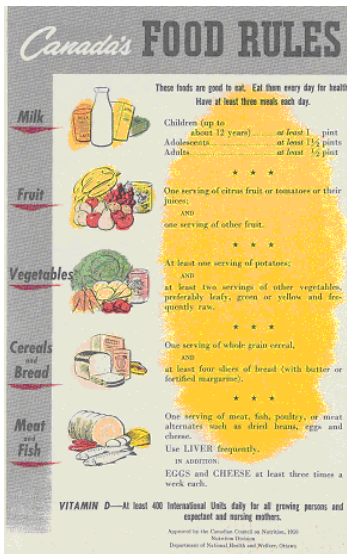 Canada's FOOD RULES
These foods are good to eat. Eat them every day for health
Have at least three meals each day.
Milk
Children (up to
about 12 years) at least 1 pint
Adolescents at least 1½ pints
Adults at least ½ pint
* * *
Fruit
One serving of citrus fruit or tomatoes or their
juices;
AND
one serving of other fruit.
* * *
Vegetables
At least one serving of potatoes;
AND
at least two servings of other vegetables,
preferably leafy, green or yellow and fre-
quently raw.
* * *
Cereals
and
Bread
One serving of whole grain cereal,
AND
at least four slices of bread (with butter or
fortified margarine).
* * *
Meat
and
Fish
One serving of meat, fish, poultry, or meat
alternates such as dried beans, eggs and
cheese.
Use LIVER frequently.
IN ADDITION,
EGGS and CHEESE at least three times a
week each.
VITAMIN D—At least 400 International Units daily for all growing persons and
expectant and nursing mothers.
Approved by the Canadian Council on Nutrition, 1950
Nutrition Division
Department of National Health and Welfare, Ottawa